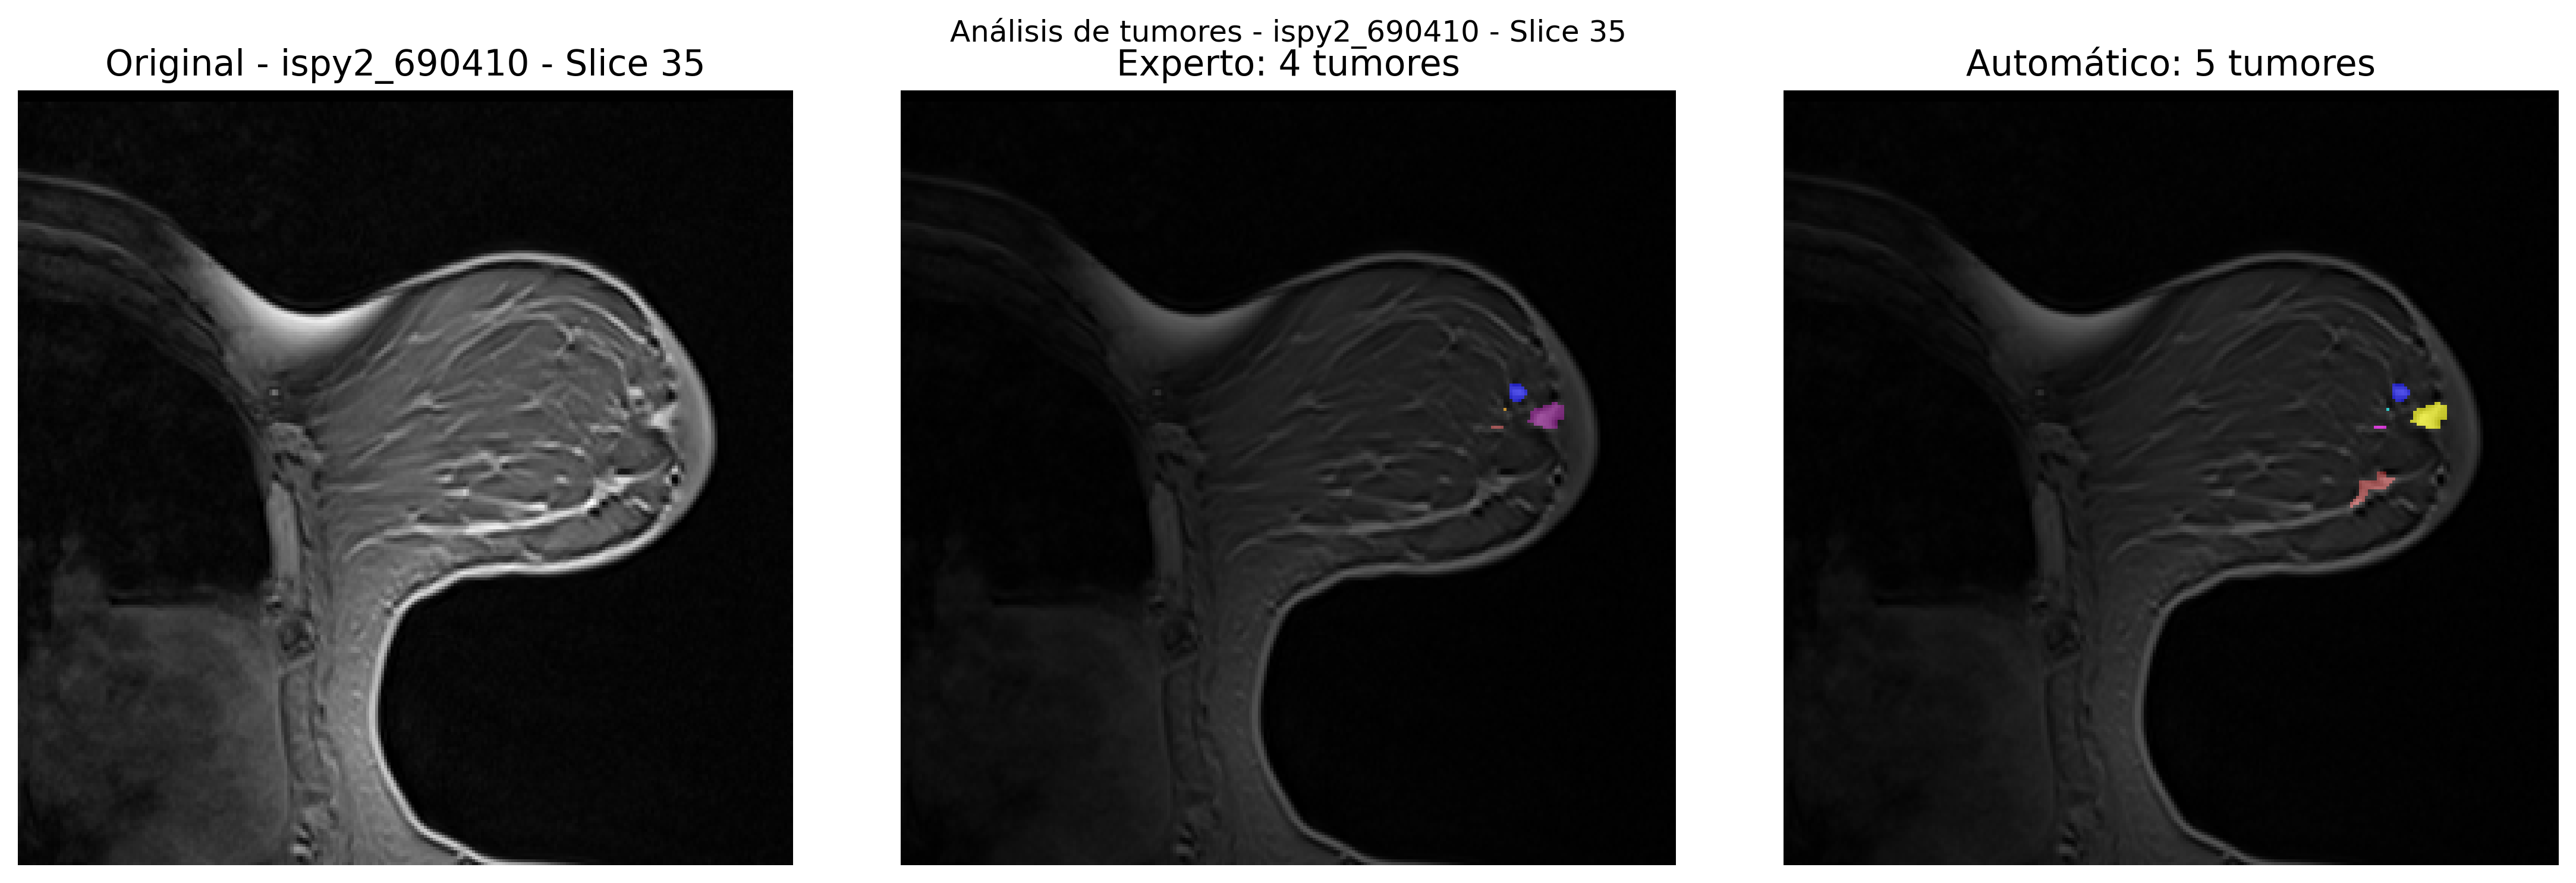 Análisis de tumores - ispy2_690410 - Slice 35
Original - ispy2_690410 - Slice 35
Experto: 4 tumores
Automático: 5 tumores